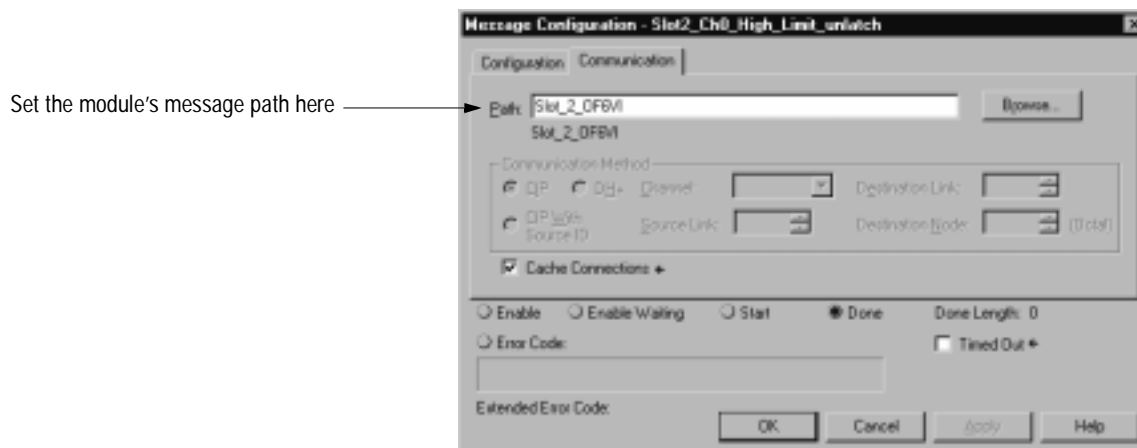 Message Configuration - Slot2_Ch0_High_Limit_unlatch
Configuration Communication
Set the module's message path here
Path: Slot_2_OF6VI Browse...
Slot_2_OF6VI
Communication Method
CIP DH+ Channel: Destination Link:
CIP With Source ID Source Link: Destination Node: (Octal)
Cache Connections
Enable Enable Waiting Start Done Done Length: 0
Error Code: Timed Out
Extended Error Code:
OK Cancel Apply Help